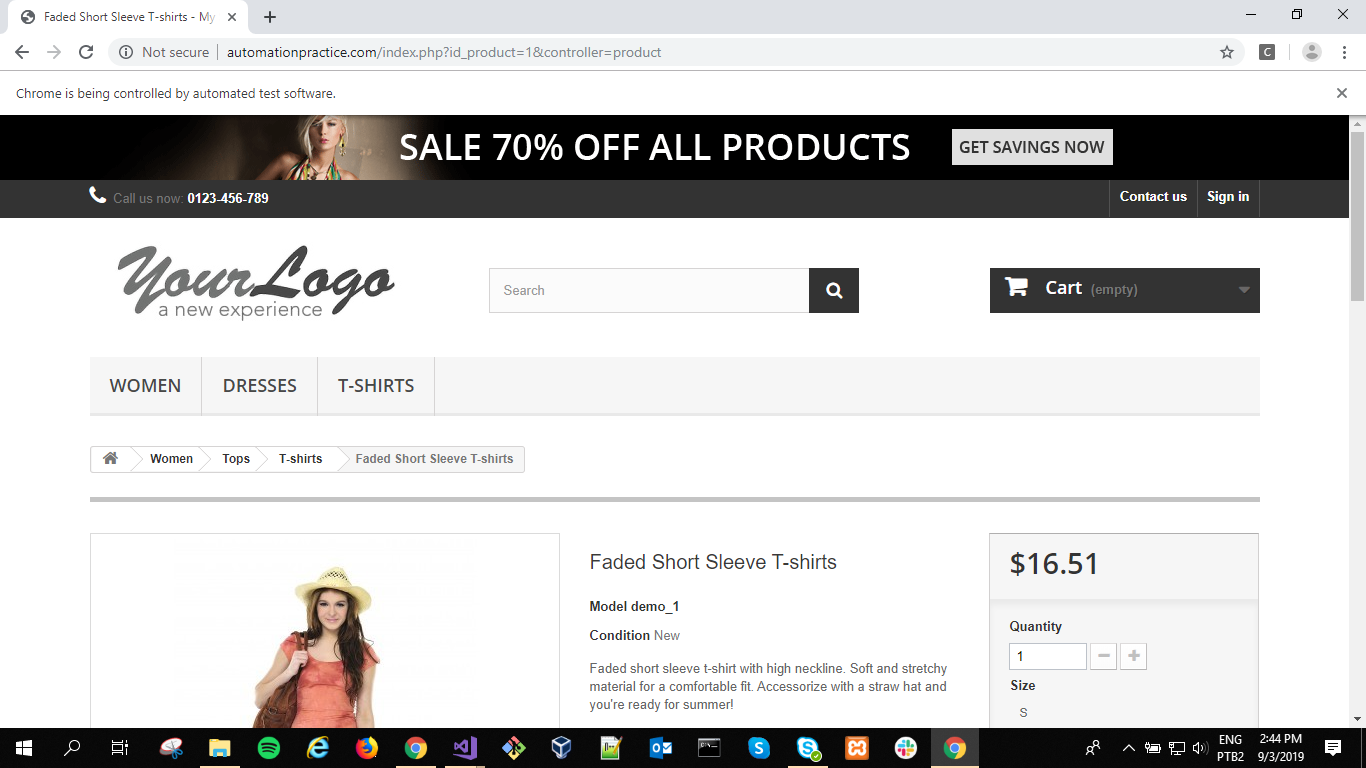 Faded Short Sleeve T-shirts - My
Not secure
automationpractice.com/index.php?id_product=1&controller=product
C
Chrome is being controlled by automated test software.
SALE 70% OFF ALL PRODUCTS
GET SAVINGS NOW
Call us now: 0123-456-789
Contact us
Sign in
YourLogo
a new experience
Search
Cart (empty)
WOMEN
DRESSES
T-SHIRTS
Women
Tops
T-shirts
Faded Short Sleeve T-shirts
Faded Short Sleeve T-shirts
Model demo_1
Condition New
Faded short sleeve t-shirt with high neckline. Soft and stretchy
material for a comfortable fit. Accessorize with a straw hat and
you're ready for summer!
$16.51
Quantity
1
Size
S
ENG
PTB2
2:44 PM
9/3/2019